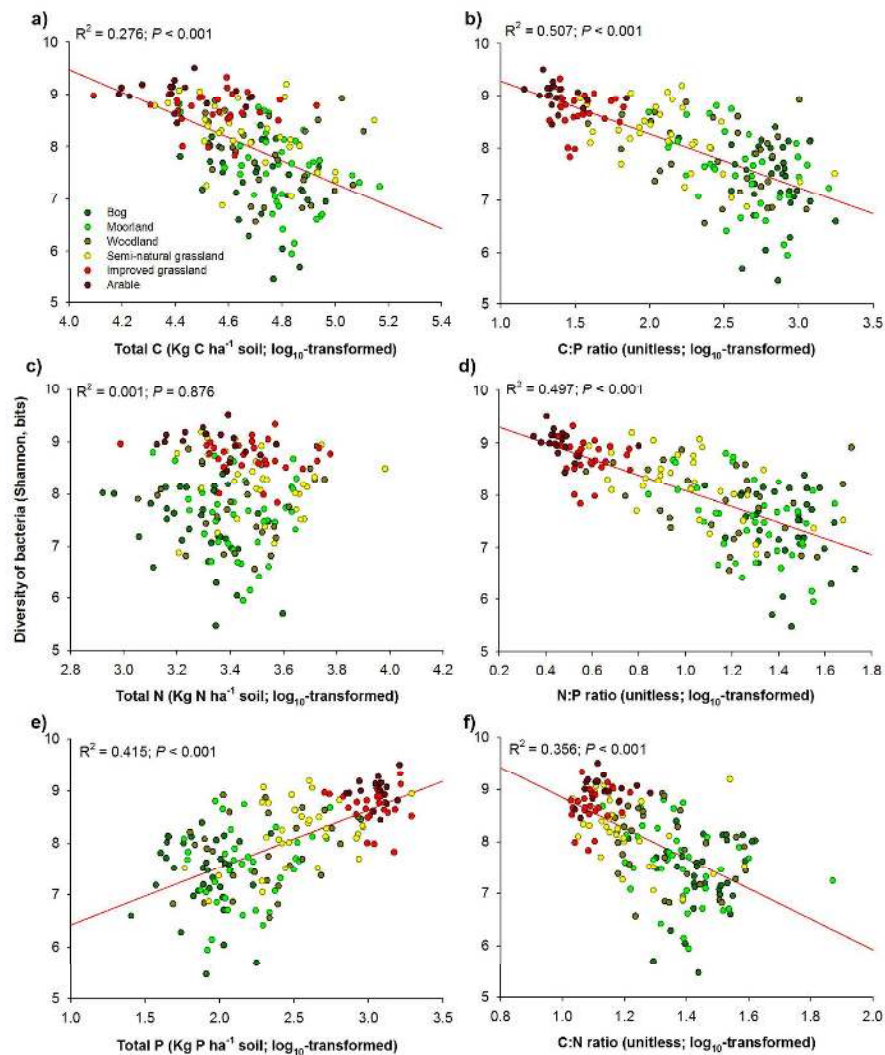 a)
R² = 0.276; P < 0.001
10
9
8
7
6
5
Bog
Moorland
Woodland
Semi-natural grassland
Improved grassland
Arable
4.0 4.2 4.4 4.6 4.8 5.0 5.2 5.4
Total C (Kg C ha⁻¹ soil; log₁₀-transformed)
b)
R² = 0.507; P < 0.001
10
9
8
7
6
5
1.0 1.5 2.0 2.5 3.0 3.5
C:P ratio (unitless; log₁₀-transformed)
Diversity of bacteria (Shannon, bits)
c)
R² = 0.001; P = 0.876
10
9
8
7
6
5
2.8 3.0 3.2 3.4 3.6 3.8 4.0 4.2
Total N (Kg N ha⁻¹ soil; log₁₀-transformed)
d)
R² = 0.497; P < 0.001
10
9
8
7
6
5
0.2 0.4 0.6 0.8 1.0 1.2 1.4 1.6 1.8
N:P ratio (unitless; log₁₀-transformed)
e)
R² = 0.415; P < 0.001
10
9
8
7
6
5
1.0 1.5 2.0 2.5 3.0 3.5
Total P (Kg P ha⁻¹ soil; log₁₀-transformed)
f)
R² = 0.356; P < 0.001
10
9
8
7
6
5
0.8 1.0 1.2 1.4 1.6 1.8 2.0
C:N ratio (unitless; log₁₀-transformed)